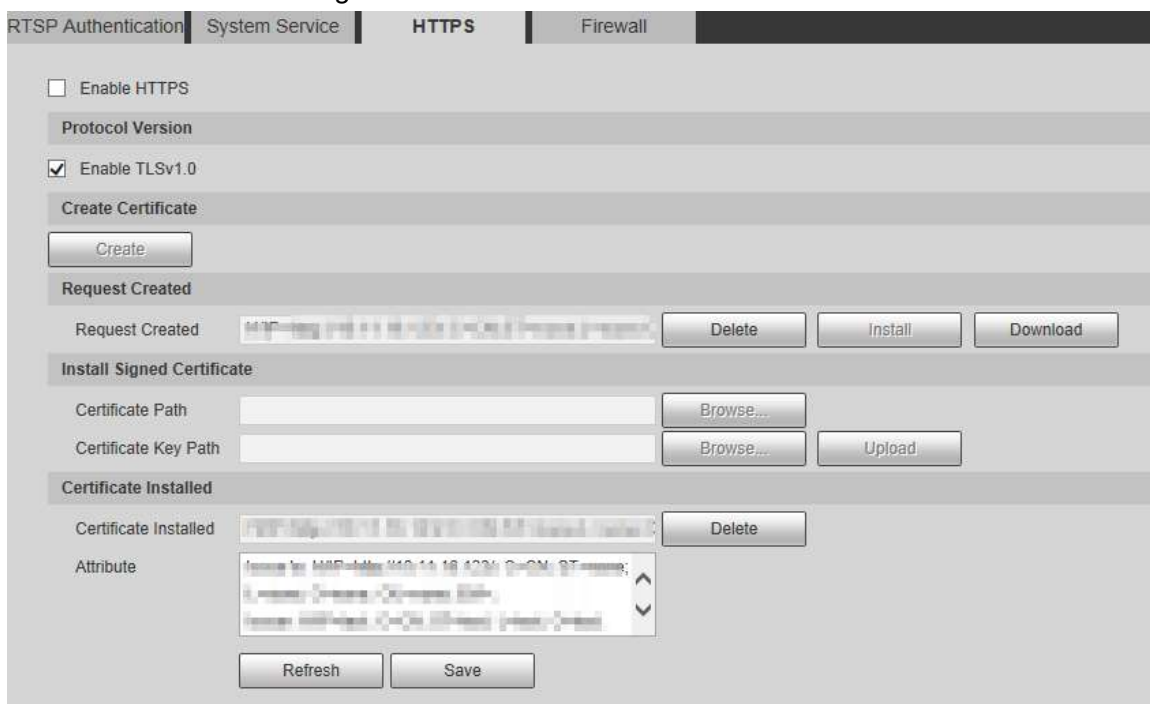 RTSP Authentication System Service HTTPS Firewall
Enable HTTPS
Protocol Version
Enable TLSv1.0
Create Certificate
Create
Request Created
Request Created Delete Install Download
Install Signed Certificate
Certificate Path Browse...
Certificate Key Path Browse... Upload
Certificate Installed
Certificate Installed Delete
Attribute
Refresh Save